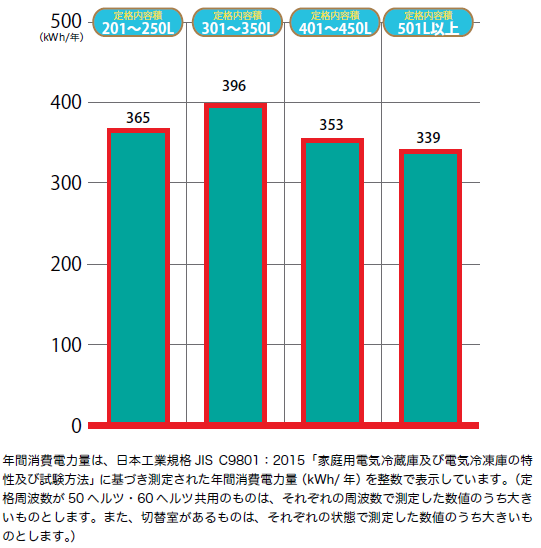 500
(kWh/年)
定格内容積
201〜250L
定格内容積
301〜350L
定格内容積
401〜450L
定格内容積
501L以上
400
300
200
100
0
365
396
353
339
年間消費電力量は、日本工業規格 JIS C9801：2015「家庭用電気冷蔵庫及び電気冷凍庫の特
性及び試験方法」に基づき測定された年間消費電力量（kWh/ 年）を整数で表示しています。（定
格周波数が 50 ヘルツ・60 ヘルツ共用のものは、それぞれの周波数で測定した数値のうち大き
いものとします。また、切替室があるものは、それぞれの状態で測定した数値のうち大きいも
のとします。）